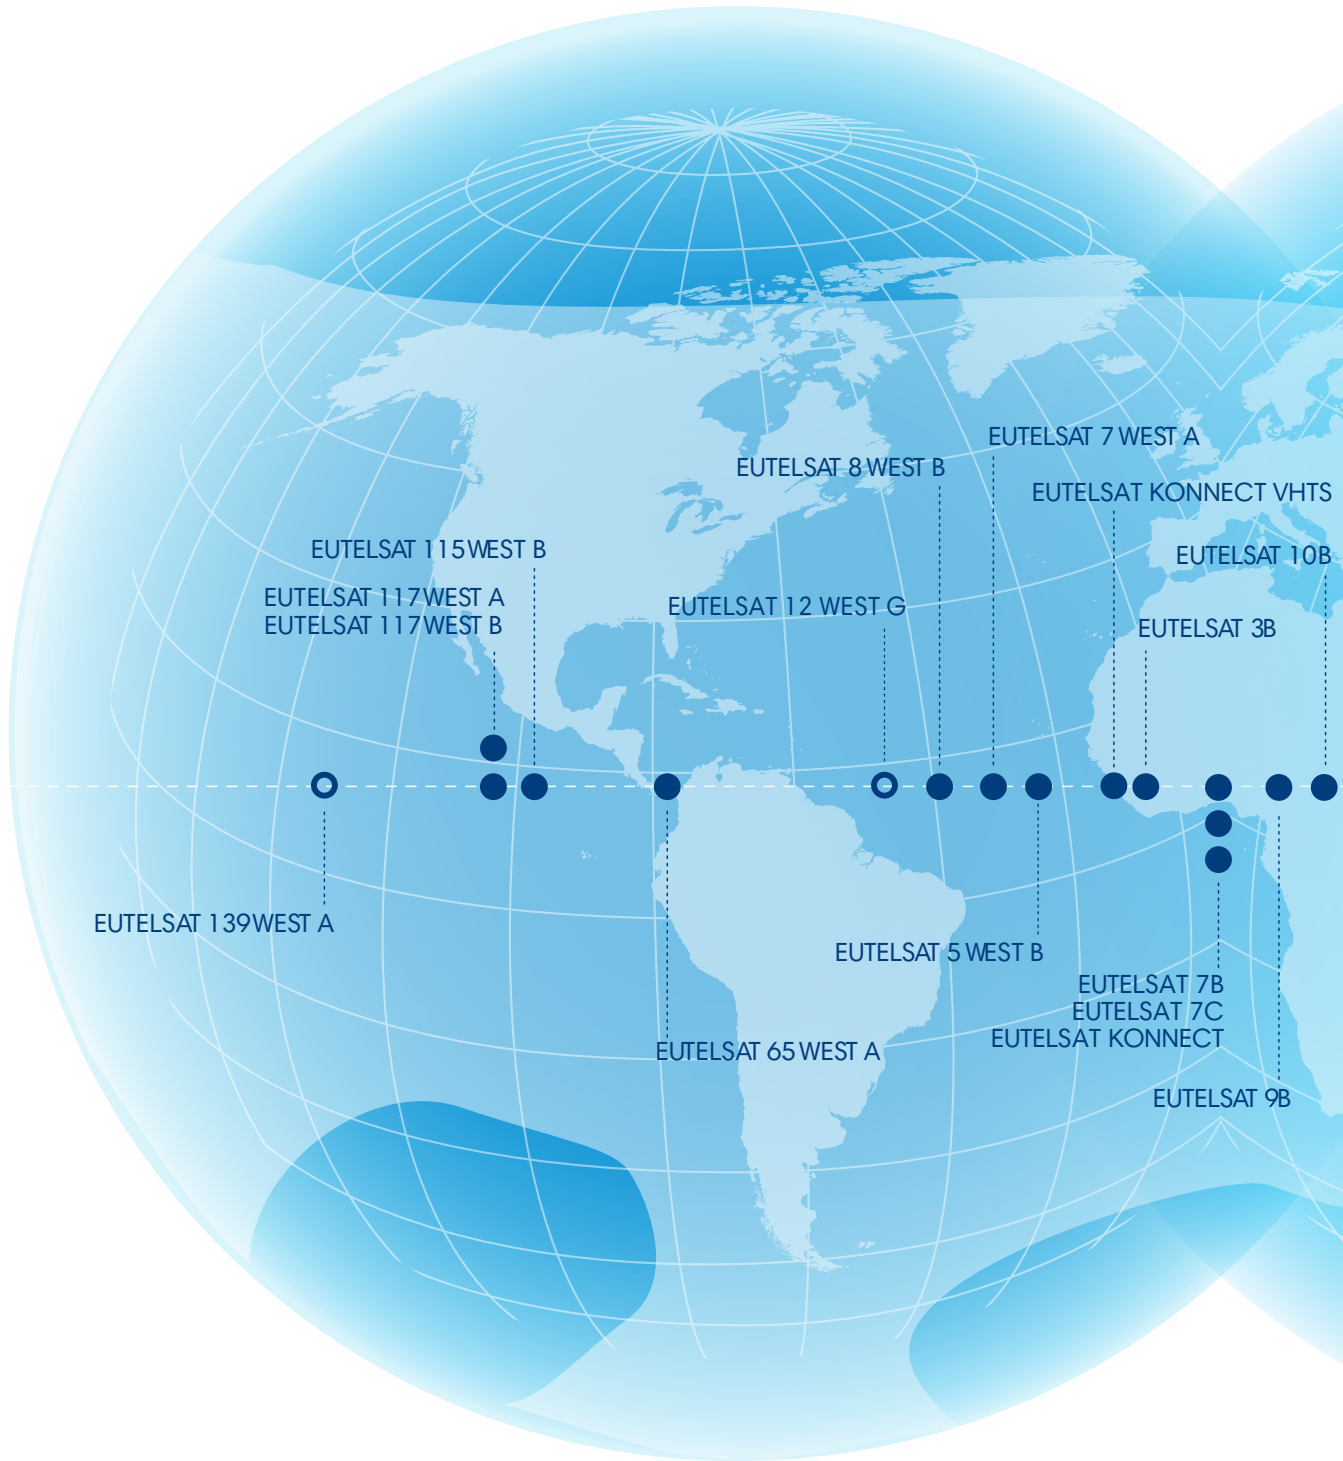 EUTELSAT 7 WEST A
EUTELSAT 8 WEST B
EUTELSAT KONNECT VHTS
EUTELSAT 115 WEST B
EUTELSAT 10B
EUTELSAT 117 WEST A
EUTELSAT 117 WEST B
EUTELSAT 12 WEST G
EUTELSAT 3B
EUTELSAT 139 WEST A
EUTELSAT 5 WEST B
EUTELSAT 7B
EUTELSAT 7C
EUTELSAT KONNECT
EUTELSAT 65 WEST A
EUTELSAT 9B